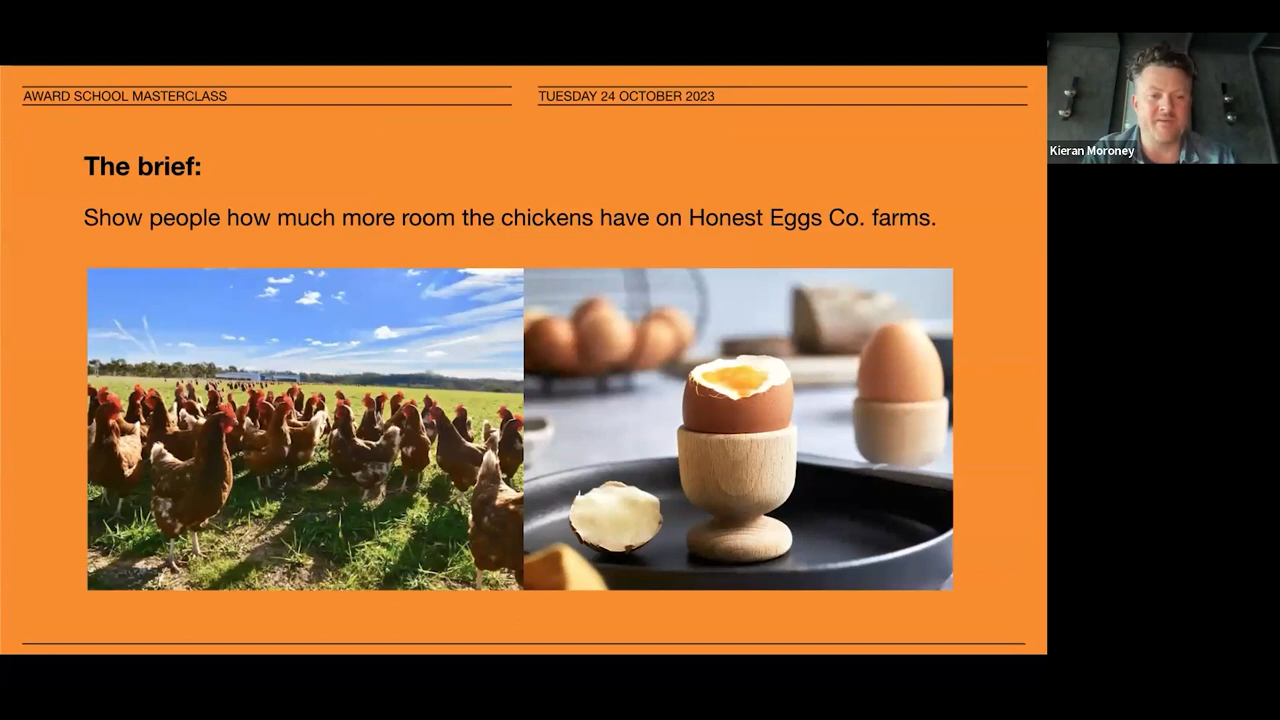 AWARD SCHOOL MASTERCLASS
TUESDAY 24 OCTOBER 2023
The brief:
Show people how much more room the chickens have on Honest Eggs Co. farms.
Kieran Moroney